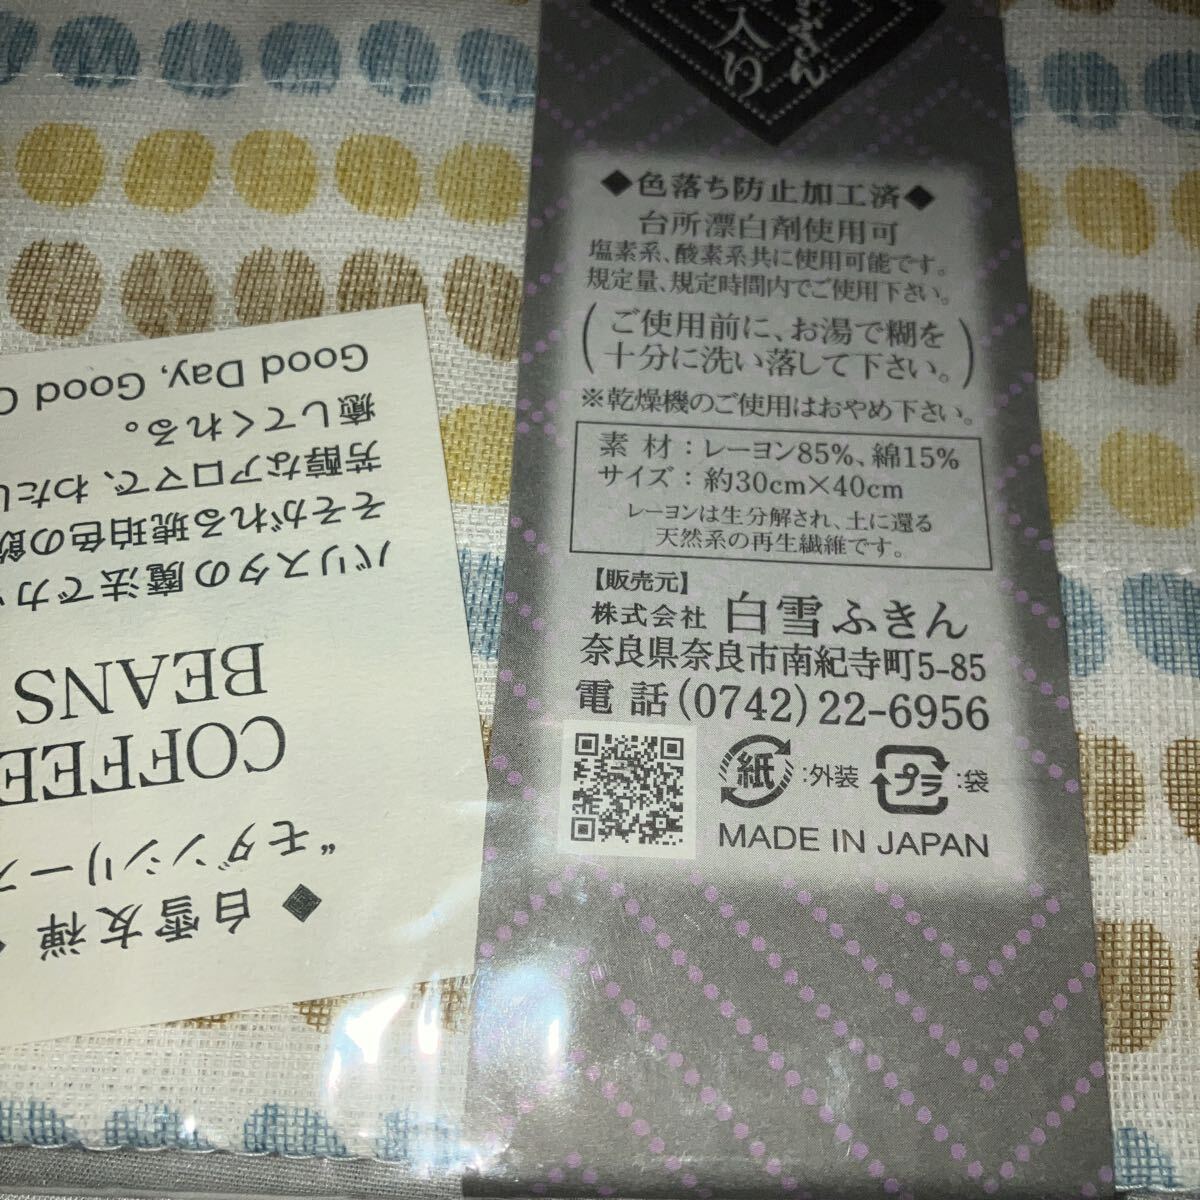 ふきん
入り
◆色落ち防止加工済◆
台所漂白剤使用可
塩素系、酸素系共に使用可能です。
規定量、規定時間内でご使用下さい。
(ご使用前に、お湯で糊を
十分に洗い落して下さい。)
※乾燥機のご使用はおやめ下さい。
素 材：レーヨン85%、綿15%
サイズ：約30cm×40cm
レーヨンは生分解され、土に還る
天然系の再生繊維です。
【販売元】
株式会社 白雪ふきん
奈良県奈良市南紀寺町5-85
電 話(0742)22-6956
紙:外装 プラ:袋
MADE IN JAPAN
◆ 白雪友禅
“モダンシリーズ
COFFEE
BEANS
バリスタの魔法でカ
そそがれる琥珀色の飲
芳醇なアロマで、わたし
癒してくれる。
Good Day, Good C